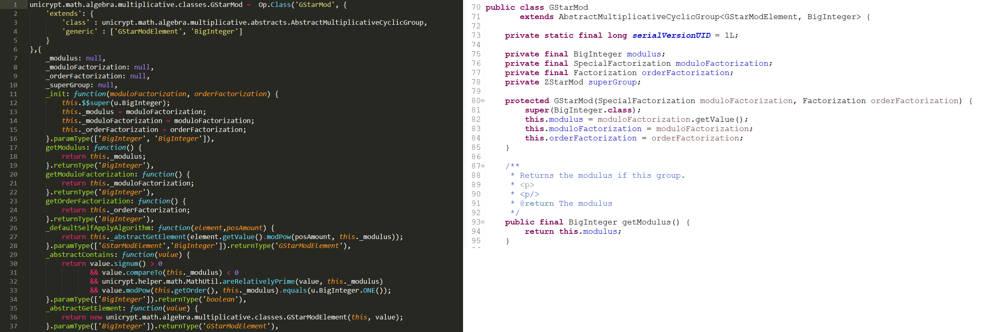 1 unicrypt.math.algebra.multiplicative.classes.GStarMod =  Op.Class('GStarMod', {
2     'extends': {
3         'class' : unicrypt.math.algebra.multiplicative.abstracts.AbstractMultiplicativeCyclicGroup,
4         'generic' : ['GStarModElement', 'BigInteger']
5     }
6 },{
7     _modulus: null,
8     _moduloFactorization: null,
9     _orderFactorization: null,
10     _superGroup: null,
11     _init: function(moduloFactorization, orderFactorization) {
12         this.$$super(u.BigInteger);
13         this._modulus = moduloFactorization;
14         this._moduloFactorization = moduloFactorization;
15         this._orderFactorization = orderFactorization;
16     }.paramType(['BigInteger', 'BigInteger']),
17     getModulus: function() {
18         return this._modulus;
19     }.returnType('BigInteger'),
20     getModuloFactorization: function() {
21         return this._moduloFactorization;
22     }.returnType('BigInteger'),
23     getOrderFactorization: function() {
24         return this._orderFactorization;
25     }.returnType('BigInteger'),
26     _defaultSelfApplyAlgorithm: function(element,posAmount) {
27         return this._abstractGetElement(element.getValue().modPow(posAmount, this._modulus));
28     }.paramType(['GStarModElement','BigInteger']).returnType('GStarModElement'),
29     _abstractContains: function(value) {
30         return value.signum() > 0
31                && value.compareTo(this._modulus) < 0
32                && unicrypt.helper.math.MathUtil.areRelativelyPrime(value, this._modulus)
33                && value.modPow(this.getOrder(), this._modulus).equals(u.BigInteger.ONE());
34     }.paramType(['BigInteger']).returnType('boolean'),
35     _abstractGetElement: function(value) {
36         return new unicrypt.math.algebra.multiplicative.classes.GStarModElement(this, value);
37     }.paramType(['BigInteger']).returnType('GStarModElement'),
70 public class GStarMod
71        extends AbstractMultiplicativeCyclicGroup<GStarModElement, BigInteger> {
72
73     private static final long serialVersionUID = 1L;
74
75     private final BigInteger modulus;
76     private final SpecialFactorization moduloFactorization;
77     private final Factorization orderFactorization;
78     private ZStarMod superGroup;
79
80     protected GStarMod(SpecialFactorization moduloFactorization, Factorization orderFactorization) {
81         super(BigInteger.class);
82         this.modulus = moduloFactorization.getValue();
83         this.moduloFactorization = moduloFactorization;
84         this.orderFactorization = orderFactorization;
85     }
86
87     /**
88      * Returns the modulus if this group.
89      * <p>
90      * <p/>
91      * @return The modulus
92      */
93     public final BigInteger getModulus() {
94         return this.modulus;
95     }